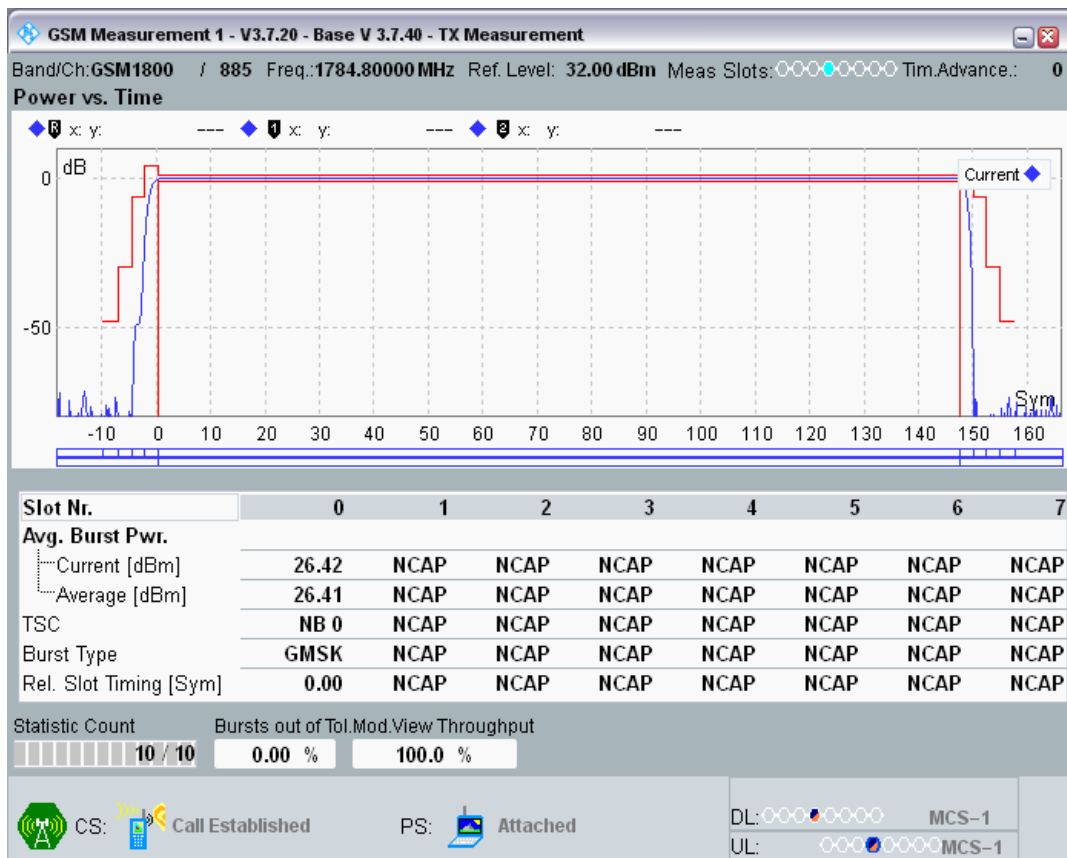 GSM Measurement 1 - V3.7.20 - Base V 3.7.40 - TX Measurement
Band/Ch:GSM1800 / 885 Freq.:1784.80000 MHz Ref. Level: 32.00 dBm Meas Slots: Tim.Advance.: 0
Power vs. Time
R x: y: --- 1 x: y: --- 2 x: y: ---
dB
0
Current
-50
Sym
-10 0 10 20 30 40 50 60 70 80 90 100 110 120 130 140 150 160
Slot Nr. 0 1 2 3 4 5 6 7
Avg. Burst Pwr.
Current [dBm] 26.42 NCAP NCAP NCAP NCAP NCAP NCAP NCAP
Average [dBm] 26.41 NCAP NCAP NCAP NCAP NCAP NCAP NCAP
TSC NB 0 NCAP NCAP NCAP NCAP NCAP NCAP NCAP
Burst Type GMSK NCAP NCAP NCAP NCAP NCAP NCAP NCAP
Rel. Slot Timing [Sym] 0.00 NCAP NCAP NCAP NCAP NCAP NCAP NCAP
Statistic Count Bursts out of Tol.Mod.View Throughput
10 / 10 0.00 % 100.0 %
CS: Call Established PS: Attached
DL: MCS-1
UL: MCS-1